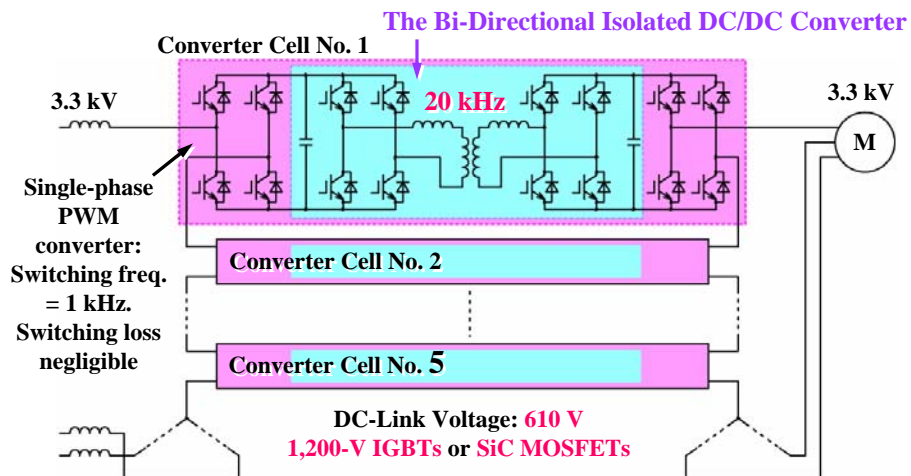 The Bi-Directional Isolated DC/DC Converter
Converter Cell No. 1
20 kHz
3.3 kV
3.3 kV
M
Single-phase
PWM
converter:
Switching freq.
= 1 kHz.
Switching loss
negligible
Converter Cell No. 2
Converter Cell No. 5
DC-Link Voltage: 610 V
1,200-V IGBTs or SiC MOSFETs